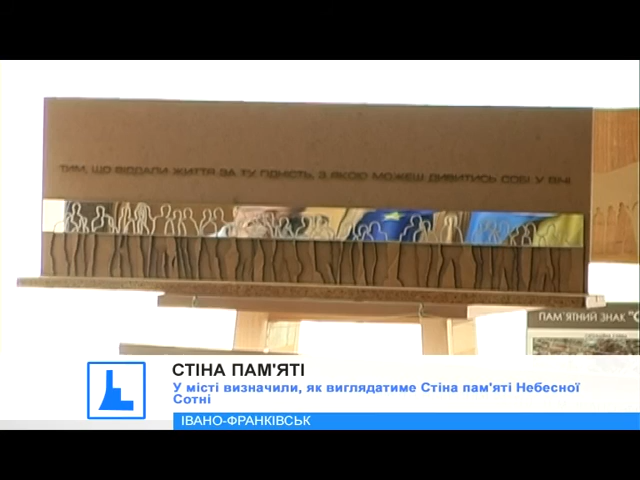 ТИМ, ЩО ВІДДАЛИ ЖИТТЯ ЗА ТУ ГІДНІСТЬ, З ЯКОЮ МОЖЕШ ДИВИТИСЬ СОБІ У ВІЧІ
ПАМ´ЯТНИЙ ЗНАК "С
СТІНА ПАМ'ЯТІ
У місті визначили, як виглядатиме Стіна пам'яті Небесної
Сотні
ІВАНО-ФРАНКІВСЬК